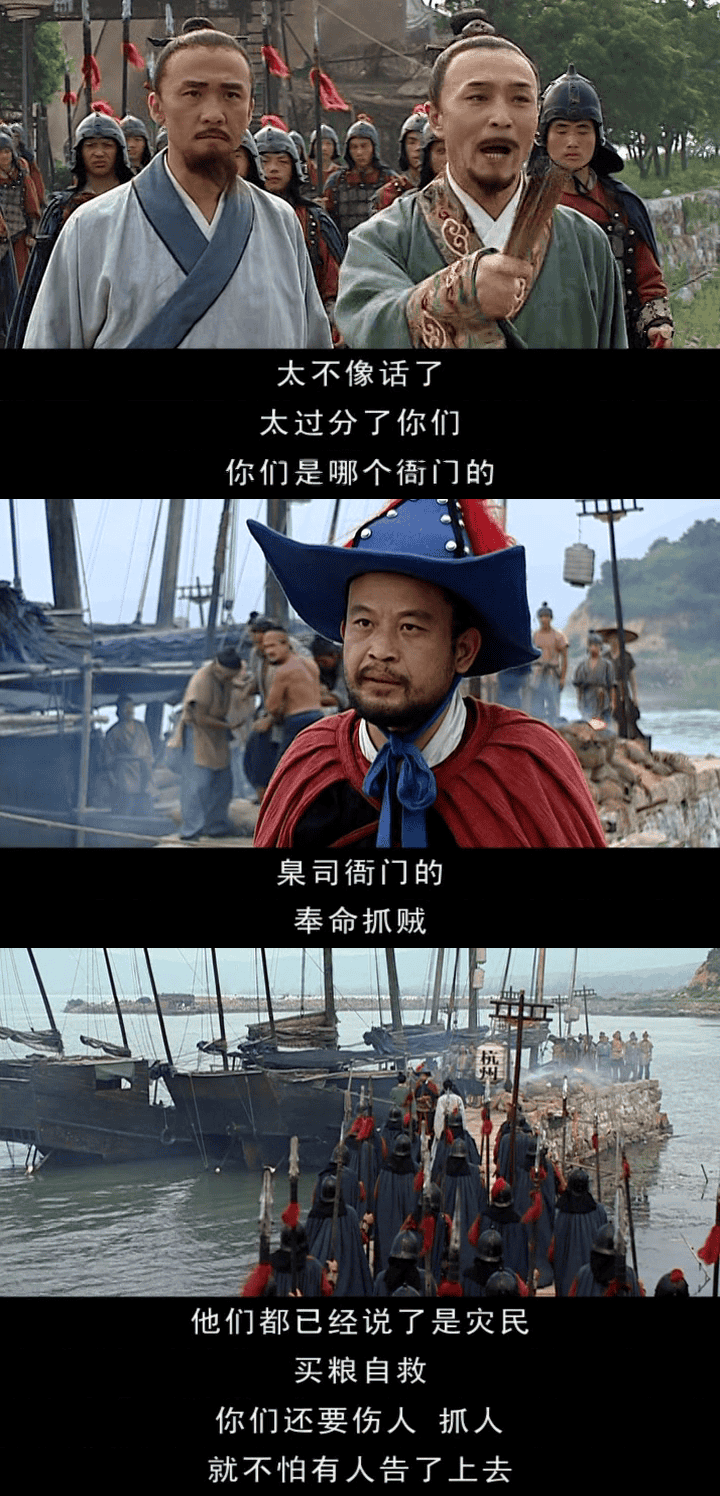 太不像话了
太过分了你们
你们是哪个衙门的
臬司衙门的
奉命抓贼
杭州
他们都已经说了是灾民
买粮自救
你们还要伤人 抓人
就不怕有人告了上去